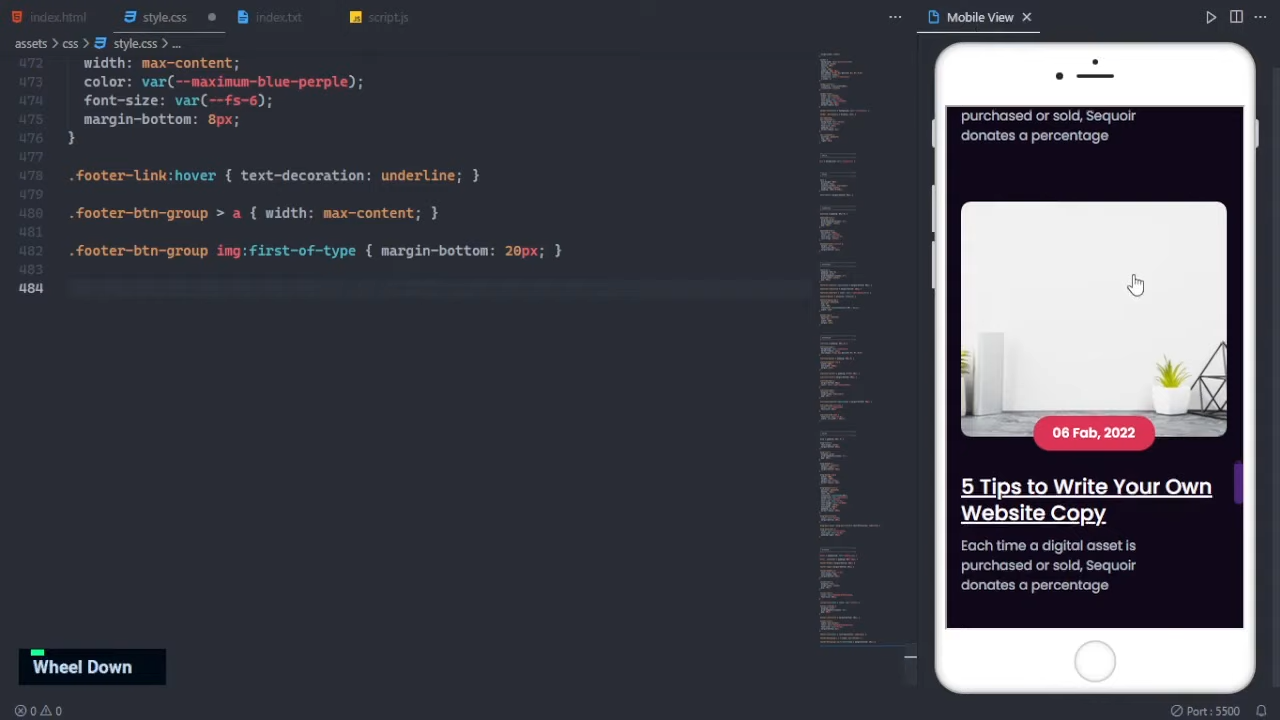 index.html
style.css
index.txt
script.js
Mobile View
assets > css > style.css > ...
472 width: max-content;
473 color: var(--maximum-blue-perple);
474 font-size: var(--fs-6);
475 margin-bottom: 8px;
476 }
477
478 .footer-link:hover { text-decoration: underline; }
479
480 .footer-btn-group > a { width: max-content; }
481
482 .footer-btn-group img:first-of-type { margin-bottom: 20px; }
483
484
purchased or sold, Sequoir
donates a percentage
06 Fab, 2022
5 Tips to Write Your Own
Website Copy
Each time a digital asset is
purchased or sold, Sequoir
donates a percentage
Wheel Down
0 0
Port : 5500